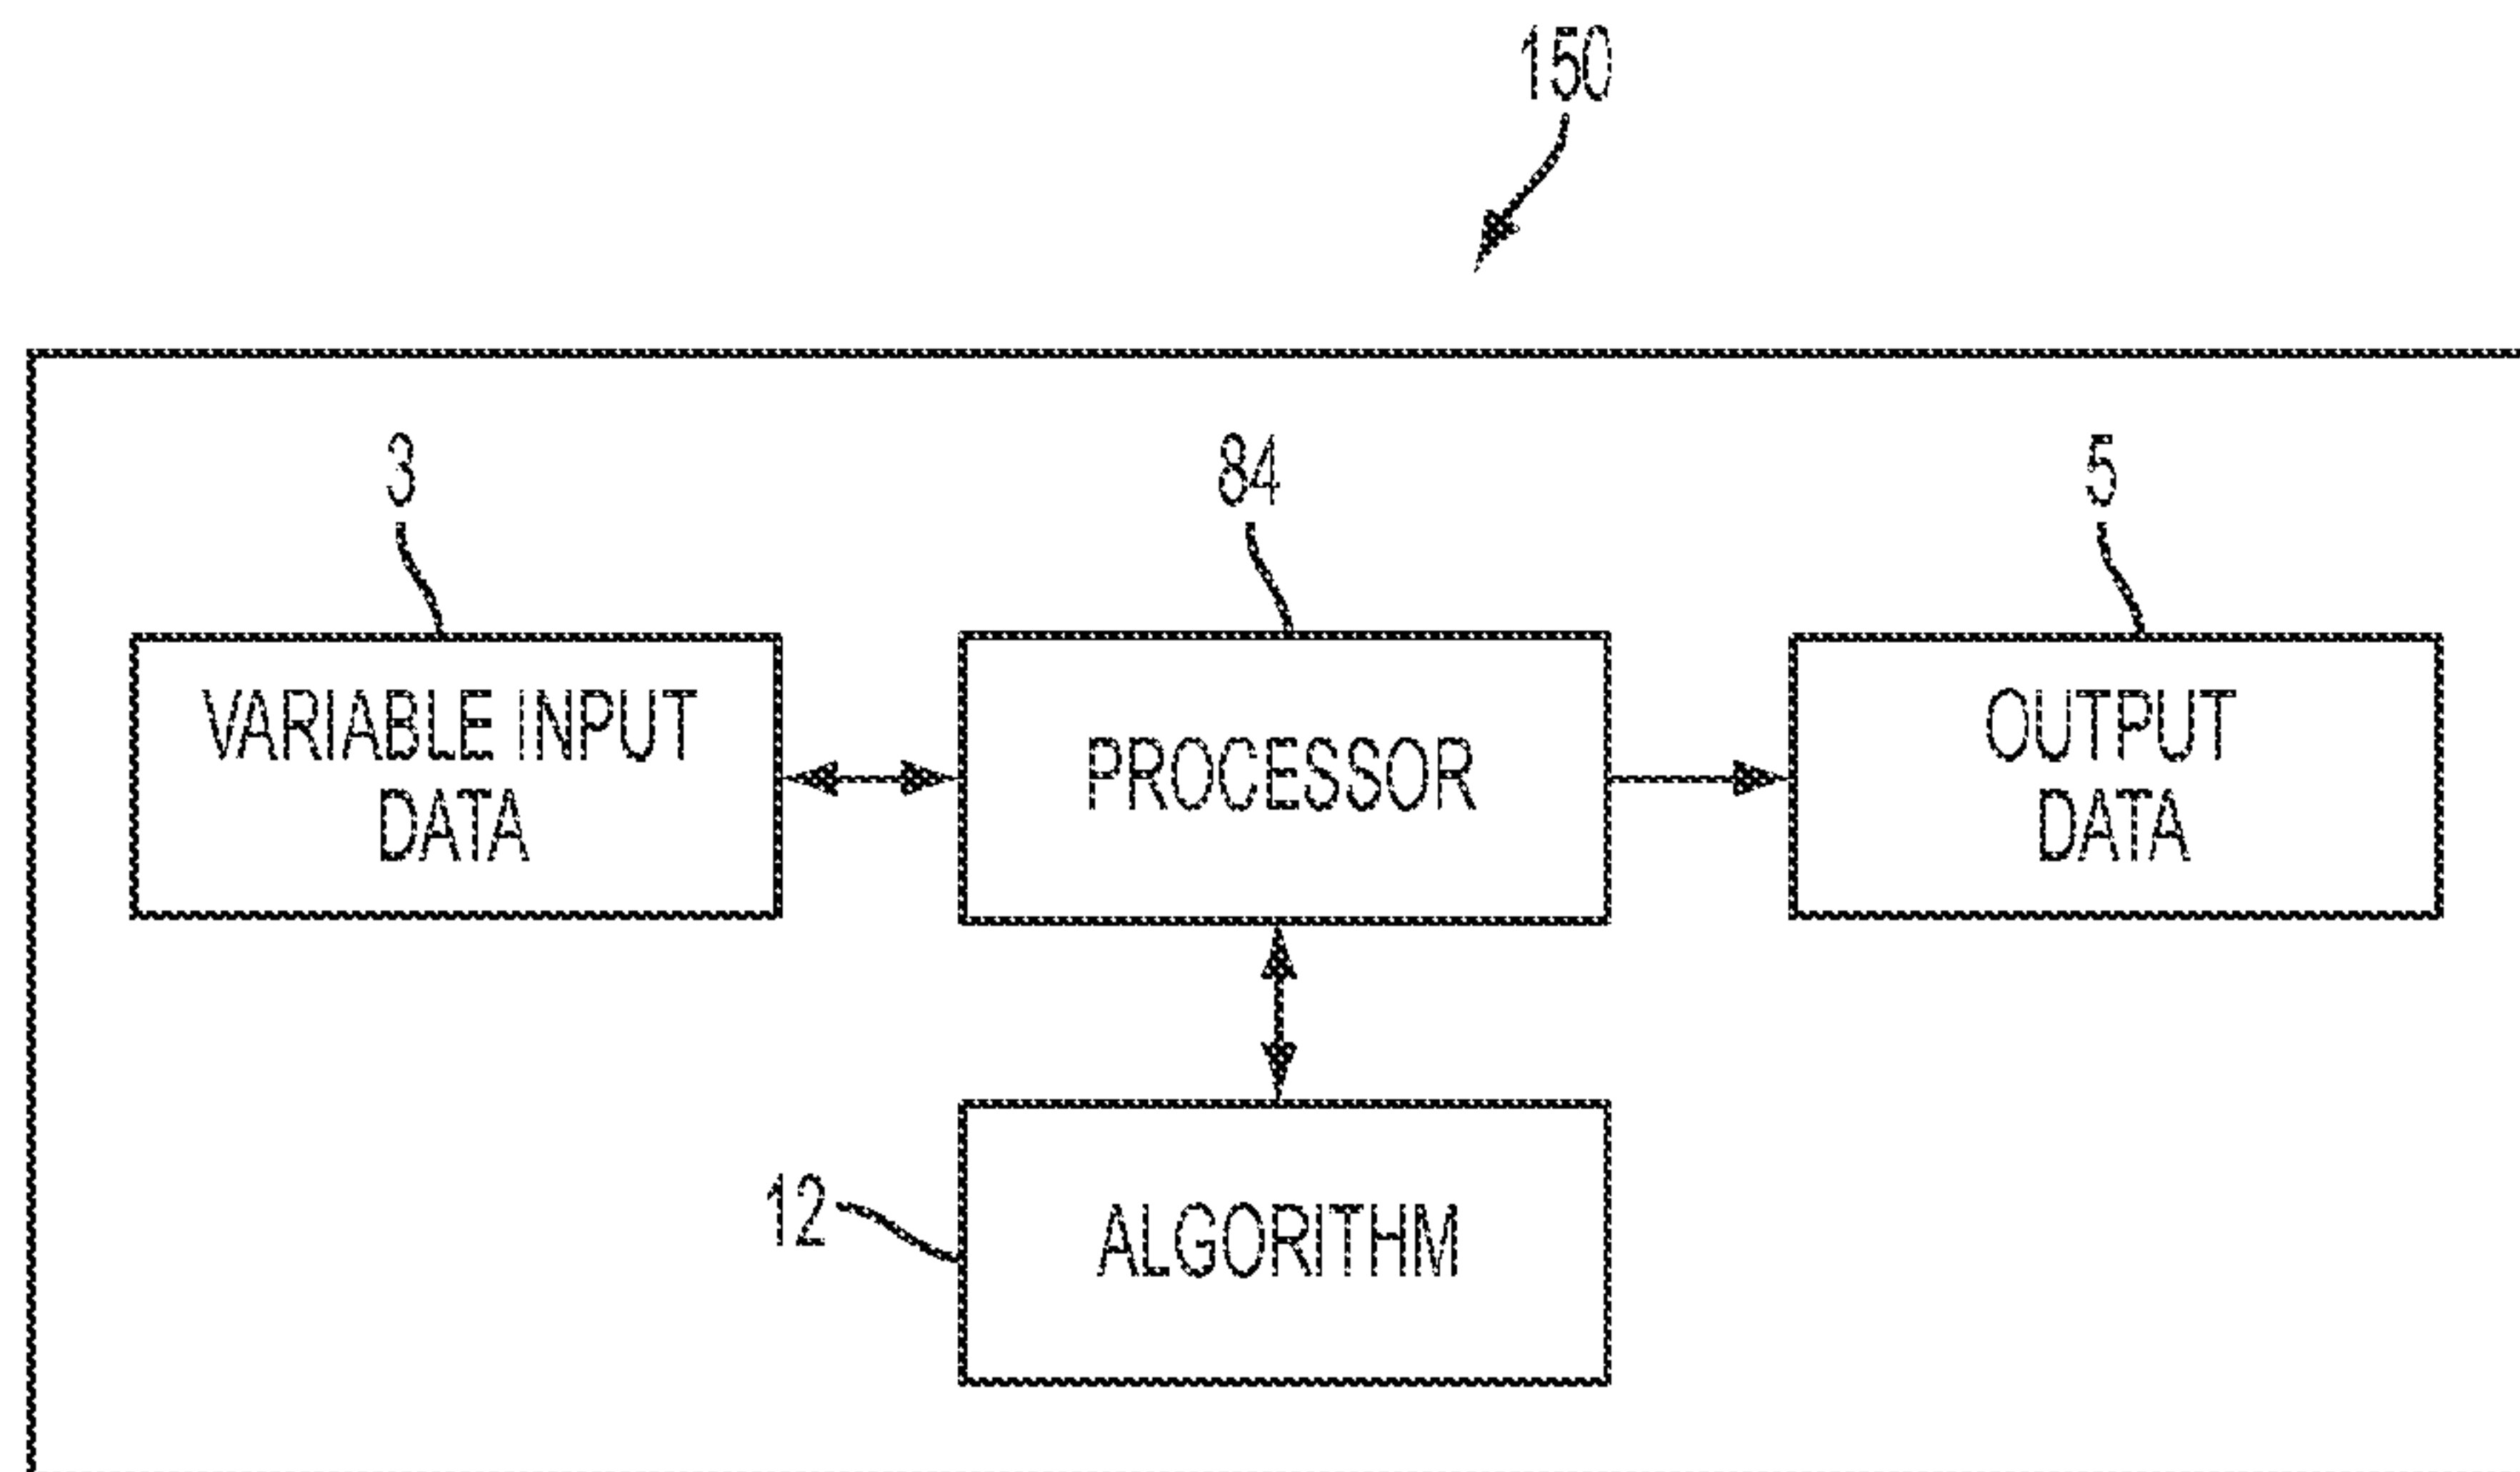 150
3
84
5
VARIABLE INPUT
DATA
PROCESSOR
OUTPUT
DATA
12
ALGORITHM